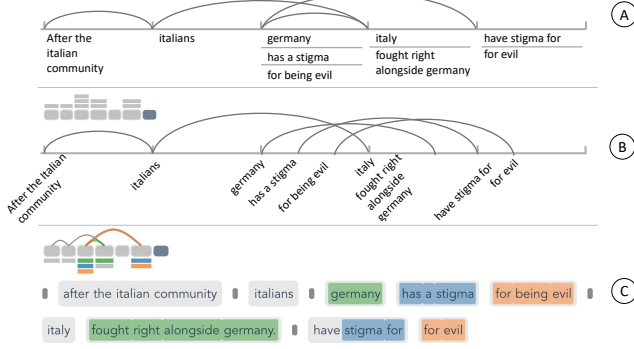 After the italian community
italians
germany
has a stigma
for being evil
italy
fought right alongside germany
have stigma for
for evil
A
After the Italian community
italians
germany
has a stigma
for being evil
italy
fought right alongside germany
have stigma for
for evil
B
after the italian community italians germany has a stigma for being evil
C
italy fought right alongside germany. have stigma for for evil